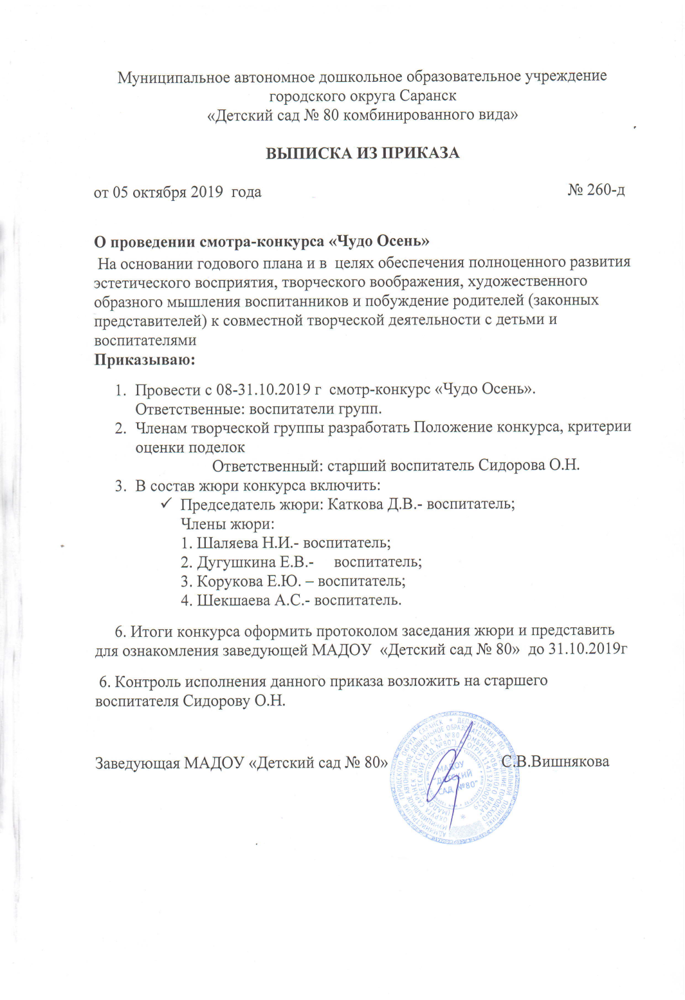 Муниципальное автономное дошкольное образовательное учреждение
городского округа Саранск
«Детский сад № 80 комбинированного вида»
ВЫПИСКА ИЗ ПРИКАЗА
от 05 октября 2019  года № 260-д
О проведении смотра-конкурса «Чудо Осень»
На основании годового плана и в  целях обеспечения полноценного развития
эстетического восприятия, творческого воображения, художественного
образного мышления воспитанников и побуждение родителей (законных
представителей) к совместной творческой деятельности с детьми и
воспитателями
Приказываю:
1. Провести с 08-31.10.2019 г  смотр-конкурс «Чудо Осень».
Ответственные: воспитатели групп.
2. Членам творческой группы разработать Положение конкурса, критерии
оценки поделок
Ответственный: старший воспитатель Сидорова О.Н.
3. В состав жюри конкурса включить:
✓ Председатель жюри: Каткова Д.В.- воспитатель;
Члены жюри:
1. Шаляева Н.И.- воспитатель;
2. Дугушкина Е.В.- воспитатель;
3. Корукова Е.Ю. – воспитатель;
4. Шекшаева А.С.- воспитатель.
6. Итоги конкурса оформить протоколом заседания жюри и представить
для ознакомления заведующей МАДОУ  «Детский сад № 80»  до 31.10.2019г
6. Контроль исполнения данного приказа возложить на старшего
воспитателя Сидорову О.Н.
Заведующая МАДОУ «Детский сад № 80» С.В.Вишнякова
МАДОУ
"ДЕТСКИЙ
САД №80"